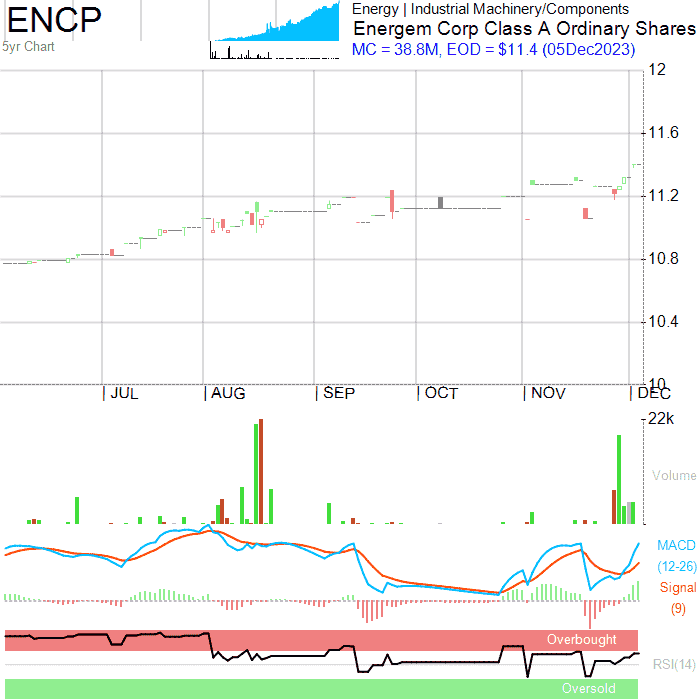 ENCP
5yr Chart
Energy | Industrial Machinery/Components
Energem Corp Class A Ordinary Shares
MC = 38.8M, EOD = $11.4 (05Dec2023)
12
11.6
11.2
10.8
10.4
10
| JUL | AUG | SEP | OCT | NOV | DEC
22k
Volume
MACD
(12-26)
Signal
(9)
Overbought
RSI(14)
Oversold